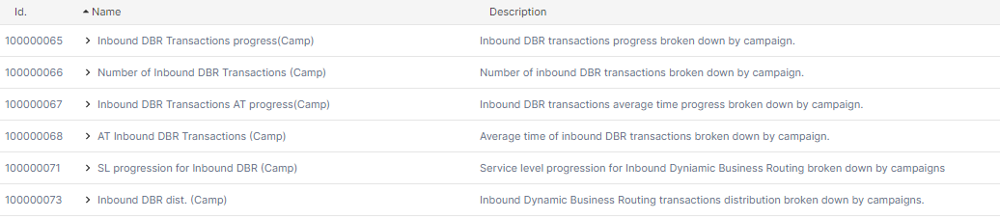 Id. Name Description
100000065 Inbound DBR Transactions progress(Camp) Inbound DBR transactions progress broken down by campaign.
100000066 Number of Inbound DBR Transactions (Camp) Number of inbound DBR transactions broken down by campaign.
100000067 Inbound DBR Transactions AT progress(Camp) Inbound DBR transactions average time progress broken down by campaign.
100000068 AT Inbound DBR Transactions (Camp) Average time of inbound DBR transactions broken down by campaign.
100000071 SL progression for Inbound DBR (Camp) Service level progression for Inbound Dyniamic Business Routing broken down by campaigns
100000073 Inbound DBR dist. (Camp) Inbound Dynamic Business Routing transactions distribution broken down by campaigns.